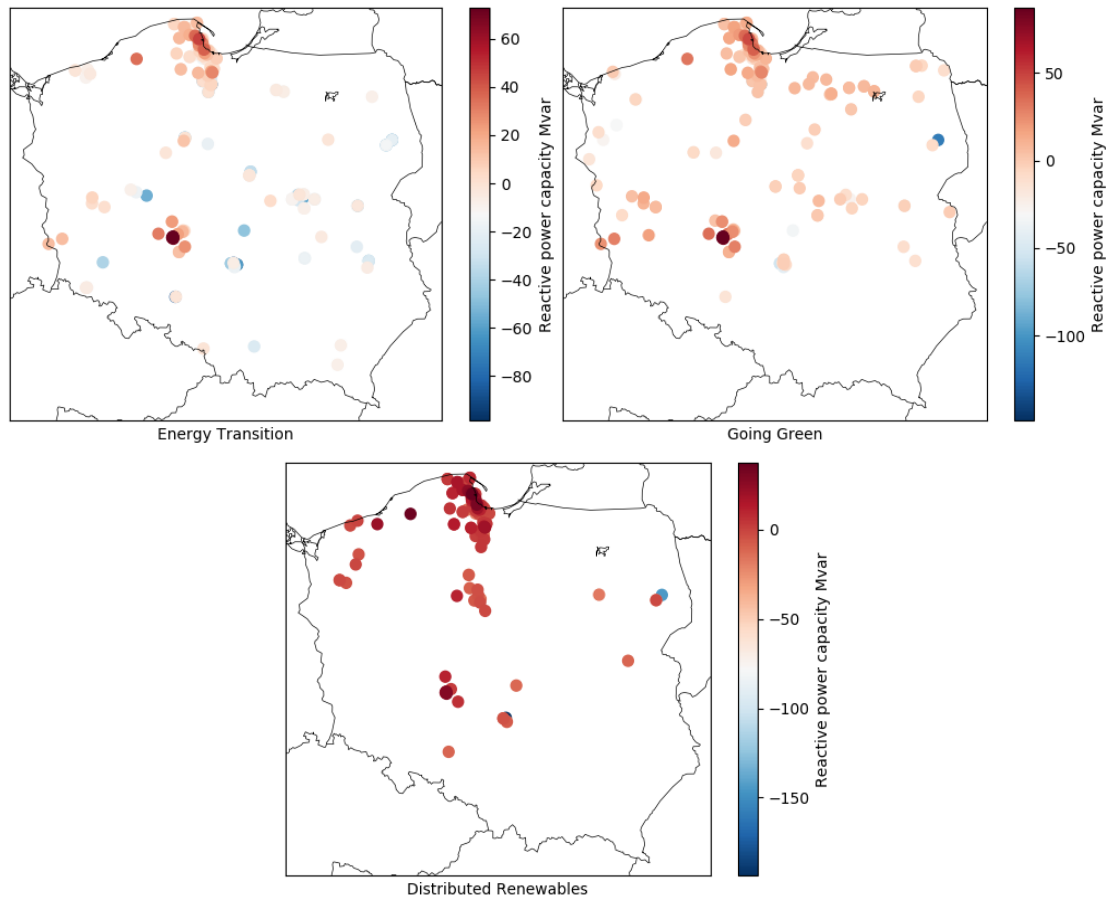 60
40
20
0
−20
−40
−60
−80
Reactive power capacity Mvar
Energy Transition
50
0
−50
−100
Reactive power capacity Mvar
Going Green
0
−50
−100
−150
Reactive power capacity Mvar
Distributed Renewables